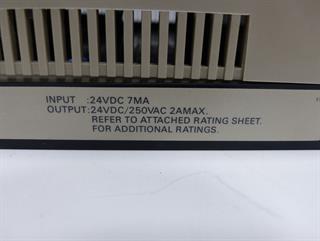 INPUT :24VDC 7MA
OUTPUT:24VDC/250VAC 2AMAX.
REFER TO ATTACHED RATING SHEET.
FOR ADDITIONAL RATINGS.